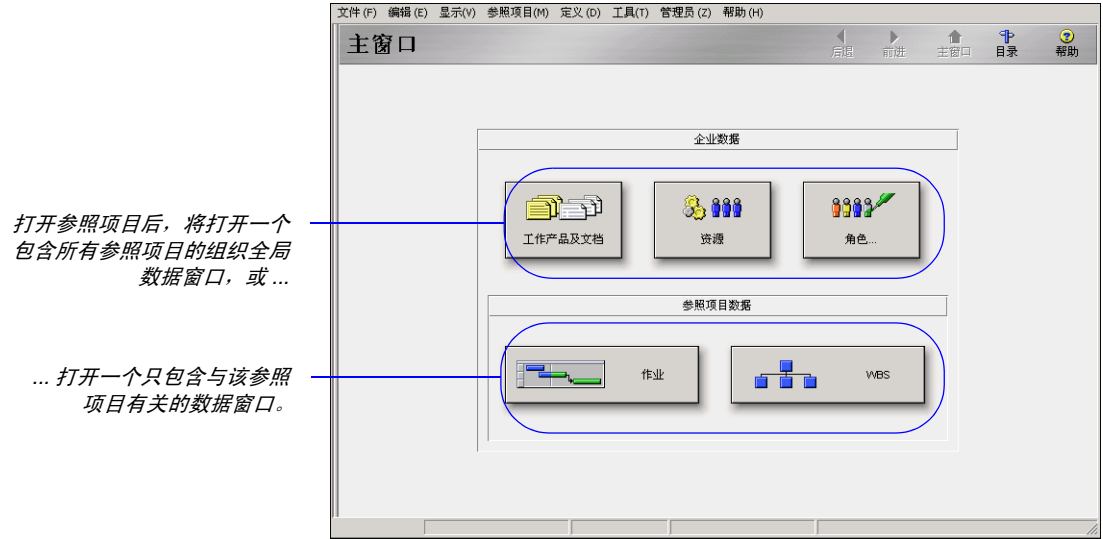 文件(F) 编辑(E) 显示(V) 参照项目(M) 定义(D) 工具(T) 管理员(Z) 帮助(H)
主窗口
后退 前进 主窗口 目录 帮助
企业数据
工作产品及文档 资源 角色...
打开参照项目后，将打开一个
包含所有参照项目的组织全局
数据窗口，或 ...
参照项目数据
作业 WBS
... 打开一个只包含与该参照
项目有关的数据窗口。